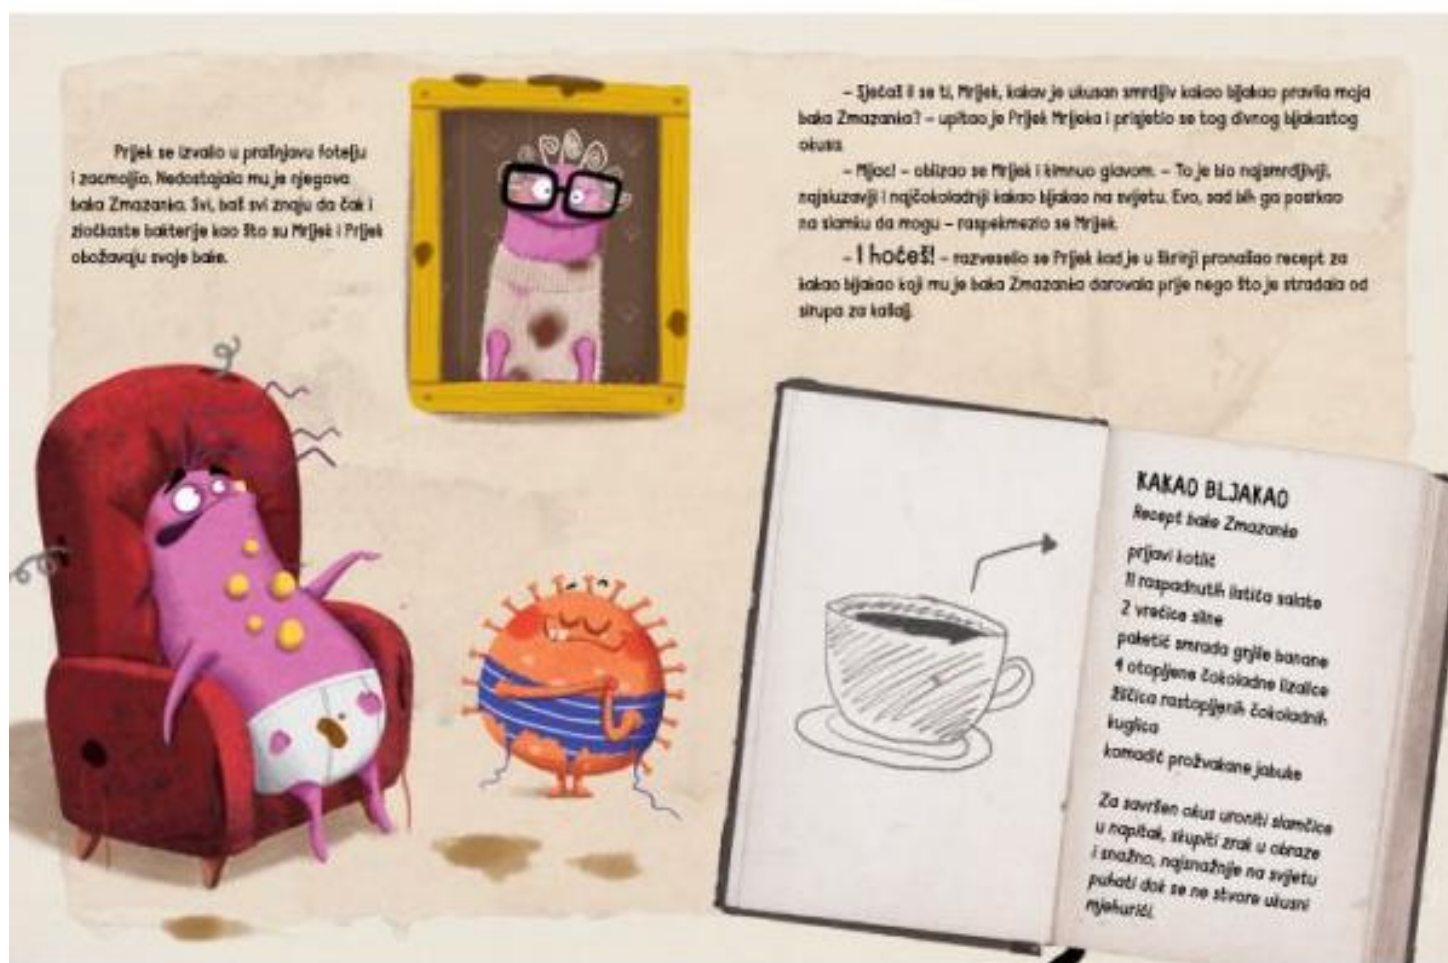 Prljek se izvalio u prašnjavu fotelju
i zacmoljio. Nedostajala mu je njegova
baka Zmazanka. Svi, baš svi znaju da čak i
zločkaste bakterije kao što su Mrljek i Prljek
obožavaju svoje bake.
– Sjećaš li se ti, Mrljek, kakav je ukusan smrdljiv kakao bljakao pravila moja
baka Zmazanka? – upitao je Prljek Mrljeka i prisjetio se tog divnog bljakastog
okusa.
– Mljac! – oblizao se Mrljek i kimnuo glavom. – To je bio najsmrdljiviji,
najsluzaviji i najčokoladniji kakao bljakao na svijetu. Evo, sad bih ga posrkao
na slamku da mogu – raspekmezio se Mrljek.
– I hoćeš! – razveselio se Prljek kad je u škrinji pronašao recept za
kakao bljakao koji mu je baka Zmazanka darovala prije nego što je stradala od
sirupa za kašalj.
KAKAO BLJAKAO
Recept bake Zmazanke
prljavi kotlić
11 raspadnutih listića salate
2 vrećice sline
paketić smrada gnjile banane
4 otopljene čokoladne lizalice
žličica rastopljenih čokoladnih
kuglica
komadić prožvakane jabuke
Za savršen okus uroniti slamčice
u napitak, skupiti zrak u obraze
i snažno, najsnažnije na svijetu
puhati dok se ne stvore ukusni
mjehurići.